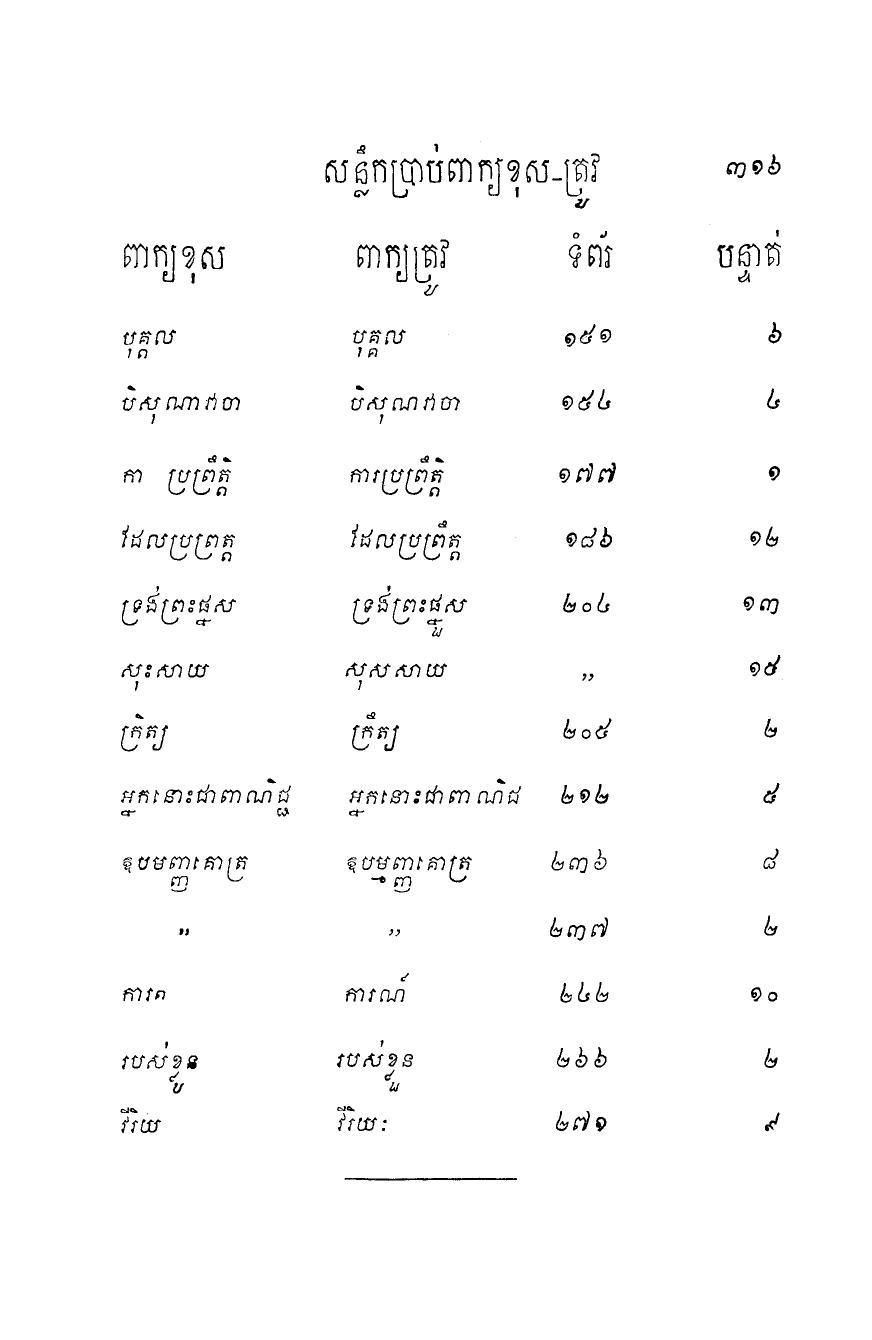 សន្លឹកប្រាប់ពាក្យខុស-ត្រូវ ៣១៦
ពាក្យខុស ពាក្យត្រូវ ទំព័រ បន្ទាត់
បុគ្តល បុគ្គល ១៥១ ៦
បិសុណាវាចា បិសុណវាចា ១៥៤ ៤
កា ប្រព្រឹត្តិ ការប្រព្រឹត្តិ ១៧៧ ១
ដែលប្រព្រត្ត ដែលប្រព្រឹត្ត ១៨៦ ១២
ទ្រង់ព្រះផ្នស ទ្រង់ព្រះផ្នួស ២០៤ ១៣
សុះសាយ សុសសាយ ,, ១៥
ក្រិត្យ ក្រឹត្យ ២០៥ ២
អ្នកនោះជាពាណិជ្ជ អ្នកនោះជាពាណិជ ២១២ ៥
ឧបមញ្ញគោត្រ ឧបម្មញ្ញគោត្រ ២៣៦ ៨
,, ,, ២៣៧ ២
ការត ការណ៍ ២៤២ ១០
របស់ខ្លូន របស់ខ្លួន ២៦៦ ២
វីរិយ វីរិយៈ ២៧១ ៩